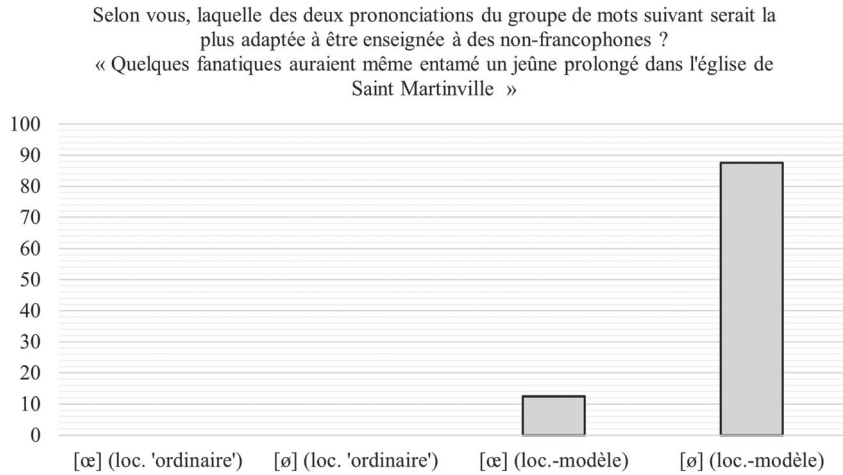 Selon vous, laquelle des deux prononciations du groupe de mots suivant serait la
plus adaptée à être enseignée à des non-francophones ?
« Quelques fanatiques auraient même entamé un jeûne prolongé dans l'église de
Saint Martinville »
100
90
80
70
60
50
40
30
20
10
0
[œ] (loc. 'ordinaire') [ø] (loc. 'ordinaire') [œ] (loc.-modèle) [ø] (loc.-modèle)